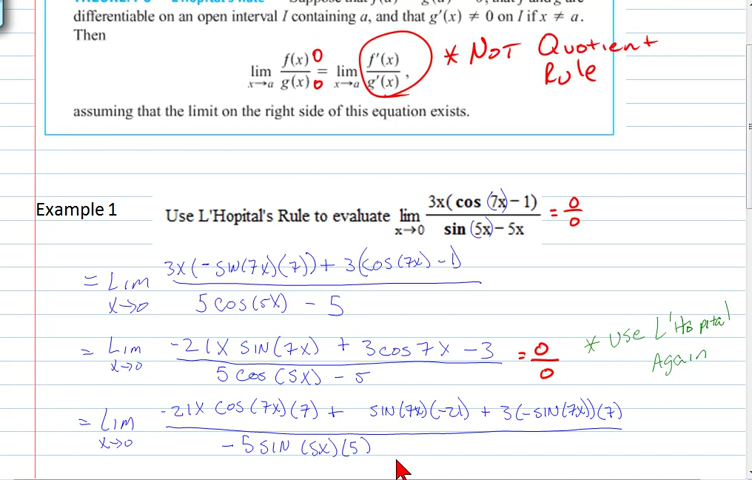 differentiable on an open interval I containing a, and that g′(x) ≠ 0 on I if x ≠ a.
Then
lim x→a f(x) 0 / g(x) 0 = lim x→a f′(x) / g′(x) ,
* NOT Quotient
Rule
assuming that the limit on the right side of this equation exists.
Example 1
Use L'Hopital's Rule to evaluate lim x→0 3x( cos (7x) – 1) / sin (5x) – 5x = 0/0
= Lim x→0 3x(-sin(7x)(7)) + 3(cos(7x) -1) / 5cos(5x) - 5
= Lim x→0 -21x sin(7x) + 3cos7x - 3 / 5cos(5x) - 5 = 0/0
* Use L'Hopital
Again
= Lim x→0 -21x cos(7x)(7) + sin(7x)(-21) + 3(-sin(7x))(7) / -5 sin(5x)(5)